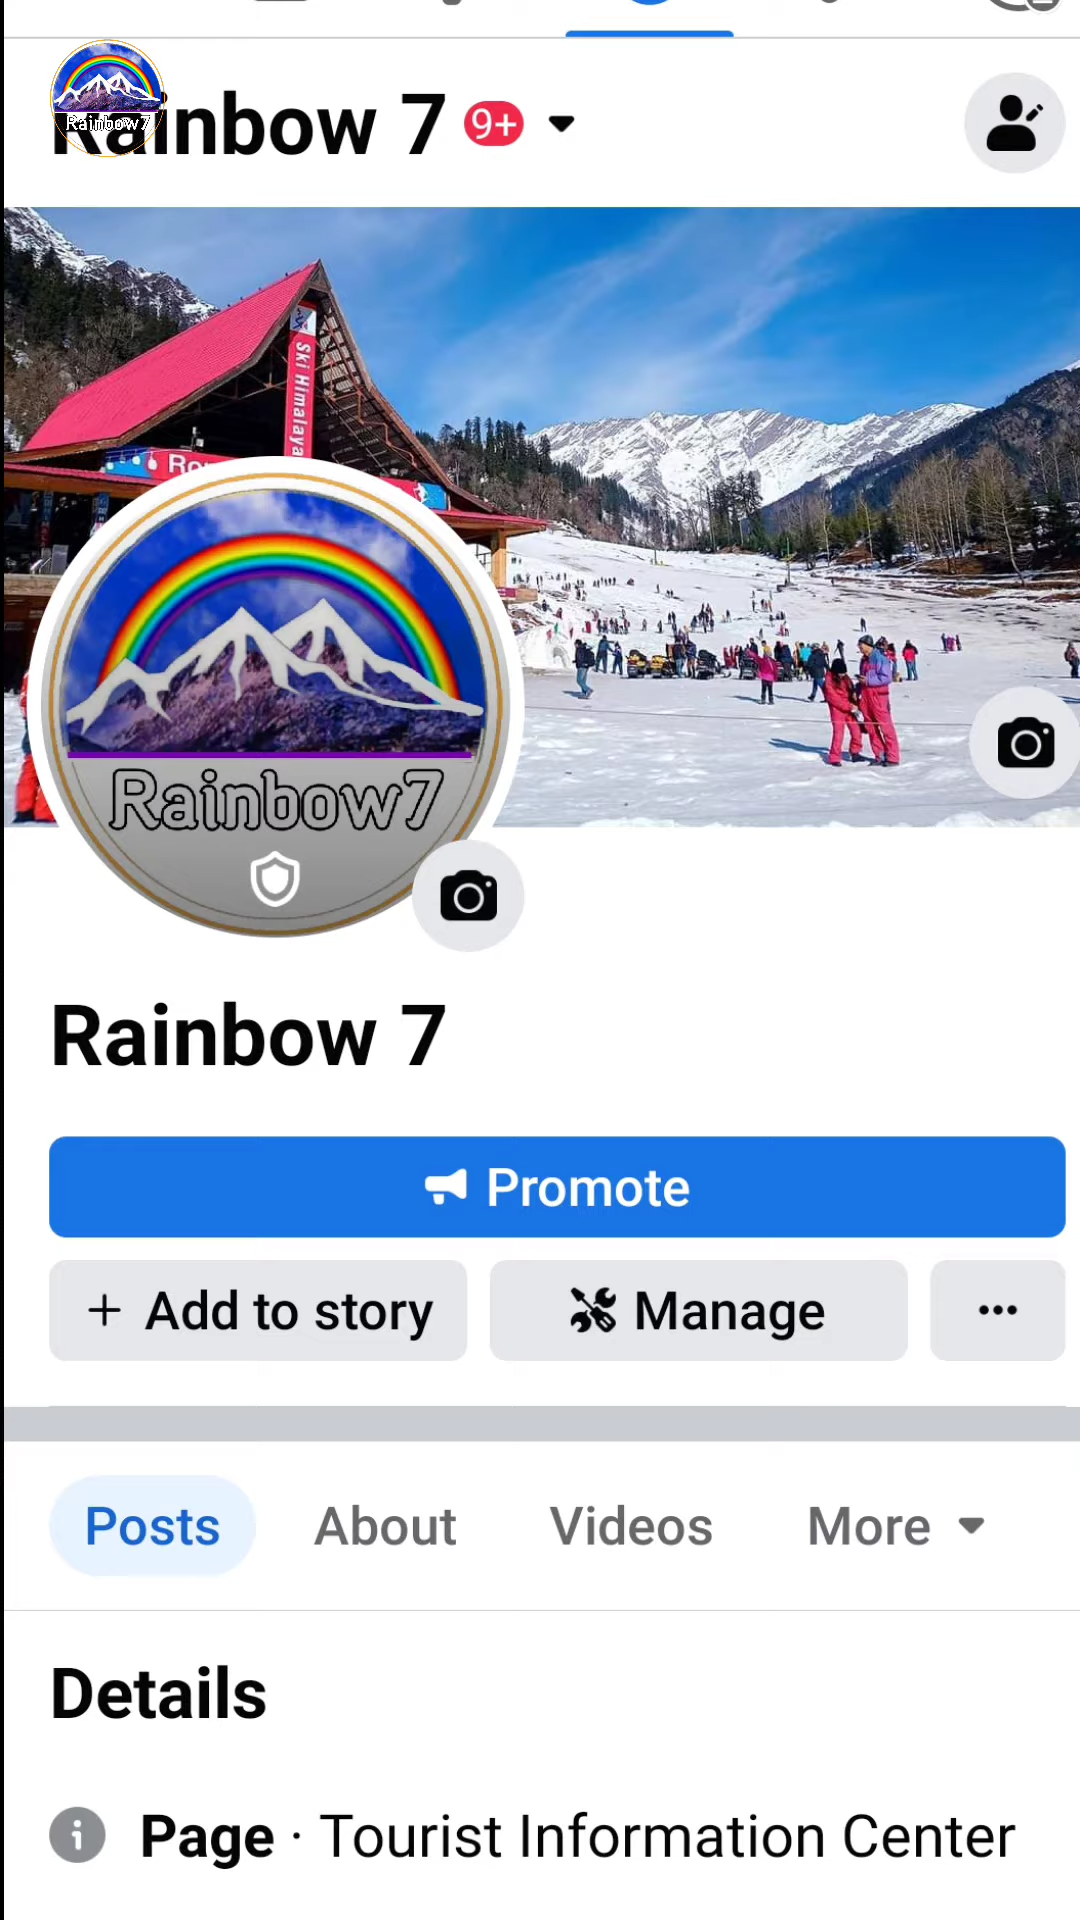 Rainbow 7 9+
Rainbow7
Ski Himalaya
Rainbow7
Rainbow 7
Promote
+ Add to story
Manage
...
Posts
About
Videos
More
Details
Page · Tourist Information Center